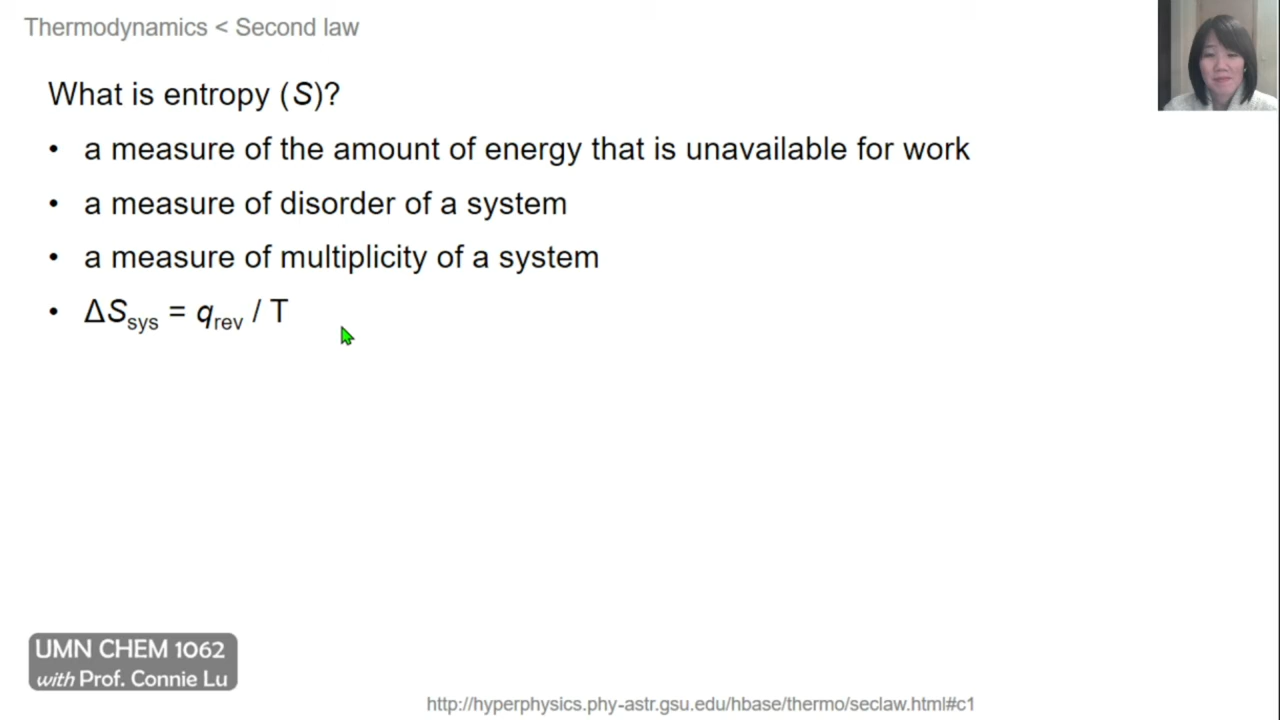 Thermodynamics < Second law
What is entropy (S)?
• a measure of the amount of energy that is unavailable for work
• a measure of disorder of a system
• a measure of multiplicity of a system
• ΔSsys = qrev / T
UMN CHEM 1062
with Prof. Connie Lu
http://hyperphysics.phy-astr.gsu.edu/hbase/thermo/seclaw.html#c1